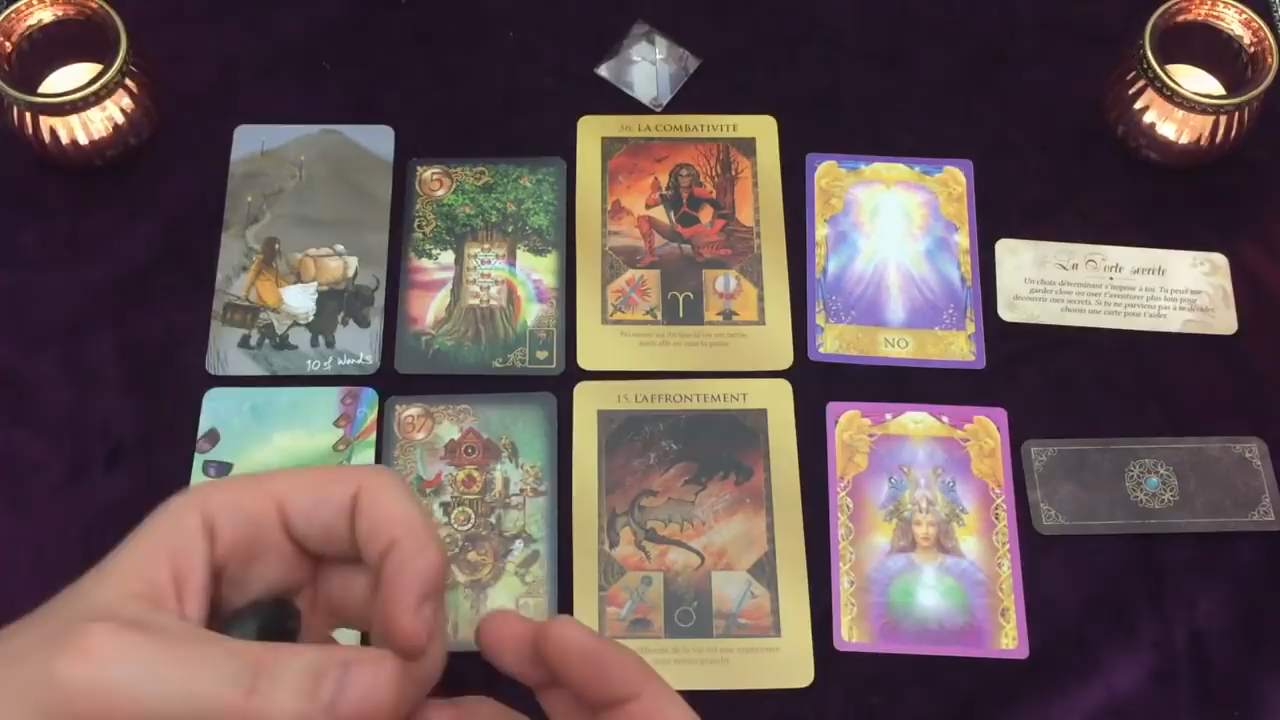 10 of Wands
5
7
36. LA COMBATIVITÉ
NO
La Porte secrète
Un choix déterminant s'impose à toi. Tu peux me
garder close ou oser t'aventurer plus loin pour
découvrir mes secrets. Si tu ne parviens pas à te décider,
choisis une carte pour t'aider.
37
15. L'AFFRONTEMENT